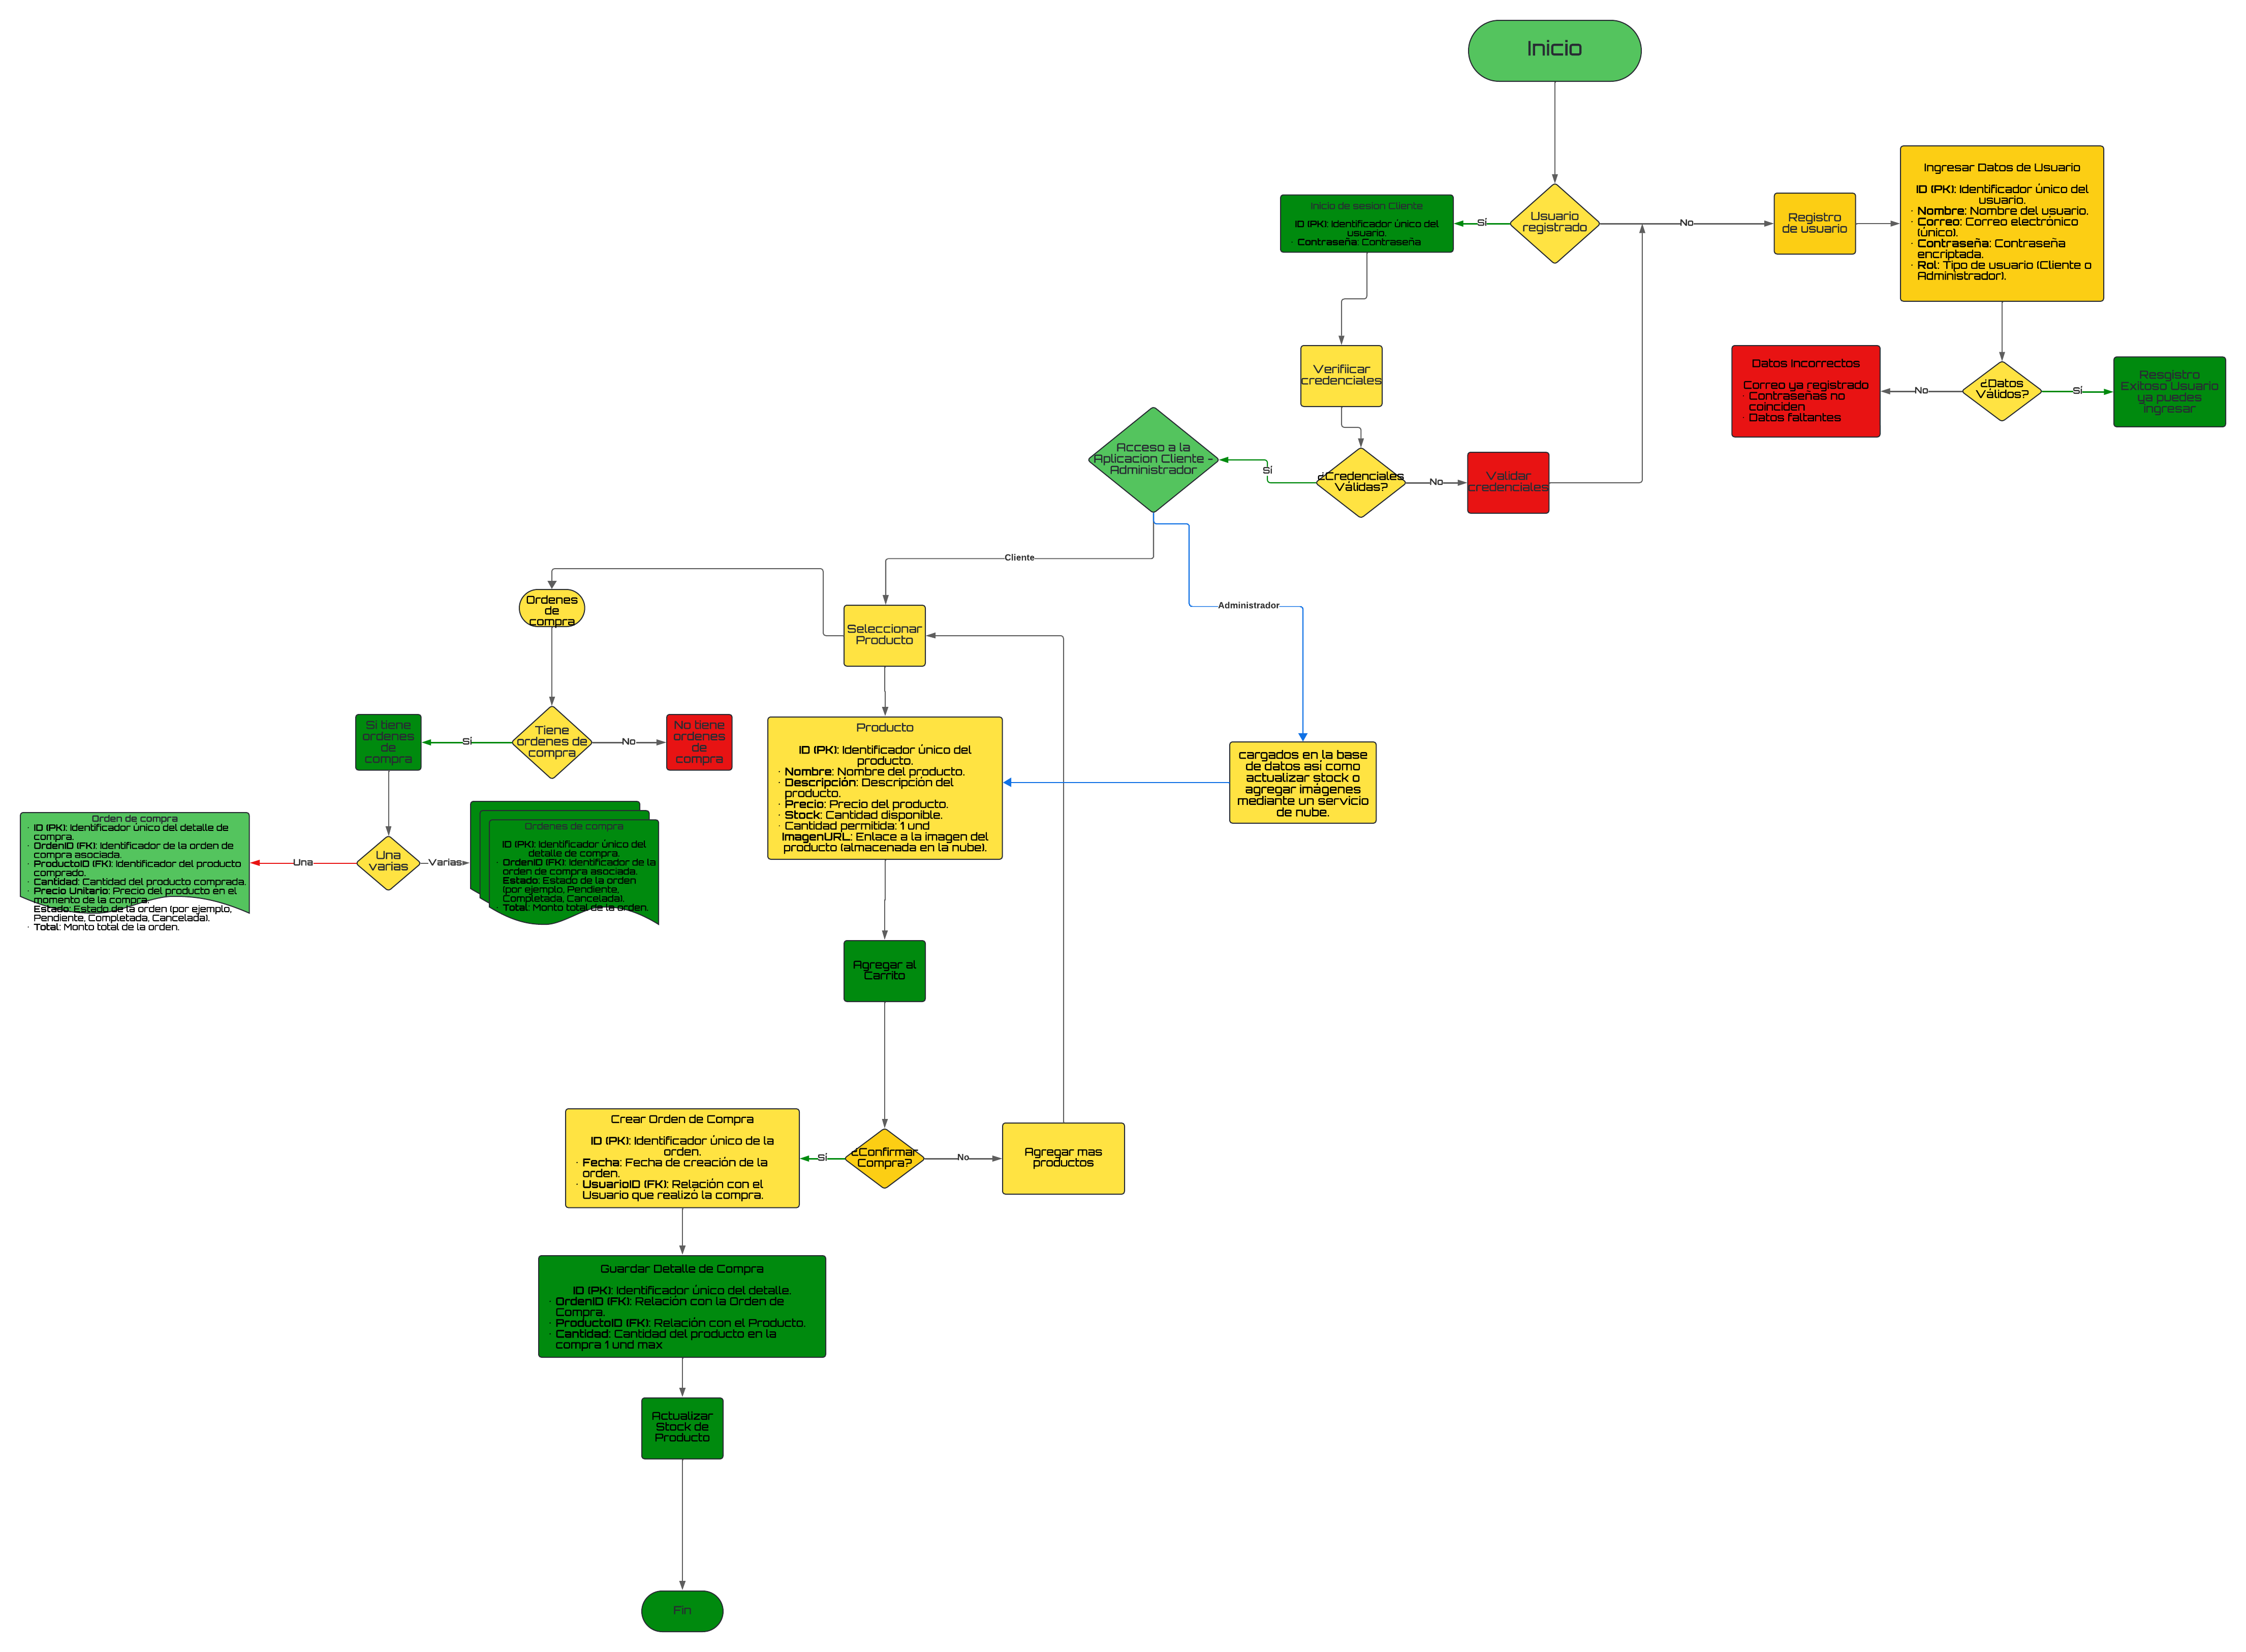 Inicio
Usuario
registrado
Sí
No
Inicio de sesion Cliente
ID (PK): Identificador único del
usuario.
· Contraseña: Contraseña
Registro
de usuario
Ingresar Datos de Usuario
ID (PK): Identificador único del
usuario.
· Nombre: Nombre del usuario.
· Correo: Correo electrónico
(único).
· Contraseña: Contraseña
encriptada.
· Rol: Tipo de usuario (Cliente o
Administrador).
Datos Incorrectos
Correo ya registrado
· Contraseñas no
coinciden
· Datos faltantes
No
¿Datos
Válidos?
Sí
Resgistro
Exitoso Usuario
ya puedes
ingresar
Verifiicar
credenciales
Acceso a la
Aplicacion Cliente -
Administrador
Sí
¿Credenciales
Válidas?
No
Validar
credenciales
Cliente
Administrador
Ordenes
de
compra
Seleccionar
Producto
Si tiene
ordenes
de
compra
Sí
Tiene
ordenes de
compra
No
No tiene
ordenes
de
compra
Producto
ID (PK): Identificador único del
producto.
· Nombre: Nombre del producto.
· Descripción: Descripción del
producto.
· Precio: Precio del producto.
· Stock: Cantidad disponible.
· Cantidad permitida: 1 und
ImagenURL: Enlace a la imagen del
producto (almacenada en la nube).
cargados en la base
de datos así como
actualizar stock o
agregar imágenes
mediante un servicio
de nube.
Orden de compra
· ID (PK): Identificador único del detalle de
compra.
· OrdenID (FK): Identificador de la orden de
compra asociada.
· ProductoID (FK): Identificador del producto
comprado.
· Cantidad: Cantidad del producto comprada.
· Precio Unitario: Precio del producto en el
momento de la compra.
Estado: Estado de la orden (por ejemplo,
Pendiente, Completada, Cancelada).
· Total: Monto total de la orden.
Una
Una
varias
Varias
Ordenes de compra
ID (PK): Identificador único del
detalle de compra.
· OrdenID (FK): Identificador de la
orden de compra asociada.
Estado: Estado de la orden
(por ejemplo, Pendiente,
Completada, Cancelada).
· Total: Monto total de la orden.
Agregar al
Carrito
Crear Orden de Compra
ID (PK): Identificador único de la
orden.
· Fecha: Fecha de creación de la
orden.
· UsuarioID (FK): Relación con el
Usuario que realizó la compra.
Sí
¿Confirmar
Compra?
No
Agregar mas
productos
Guardar Detalle de Compra
ID (PK): Identificador único del detalle.
· OrdenID (FK): Relación con la Orden de
Compra.
· ProductoID (FK): Relación con el Producto.
· Cantidad: Cantidad del producto en la
compra 1 und max
Actualizar
Stock de
Producto
Fin